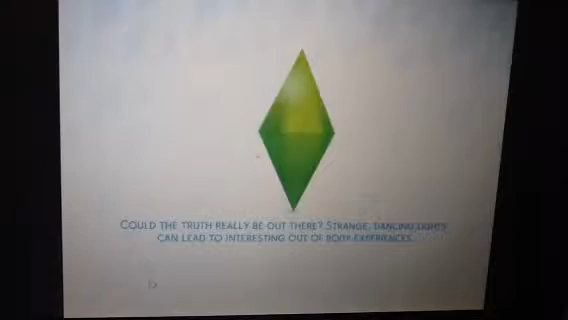 COULD THE TRUTH REALLY BE OUT THERE? STRANGE, DANCING LIGHTS
CAN LEAD TO INTERESTING OUT OF BODY EXPERIENCES.